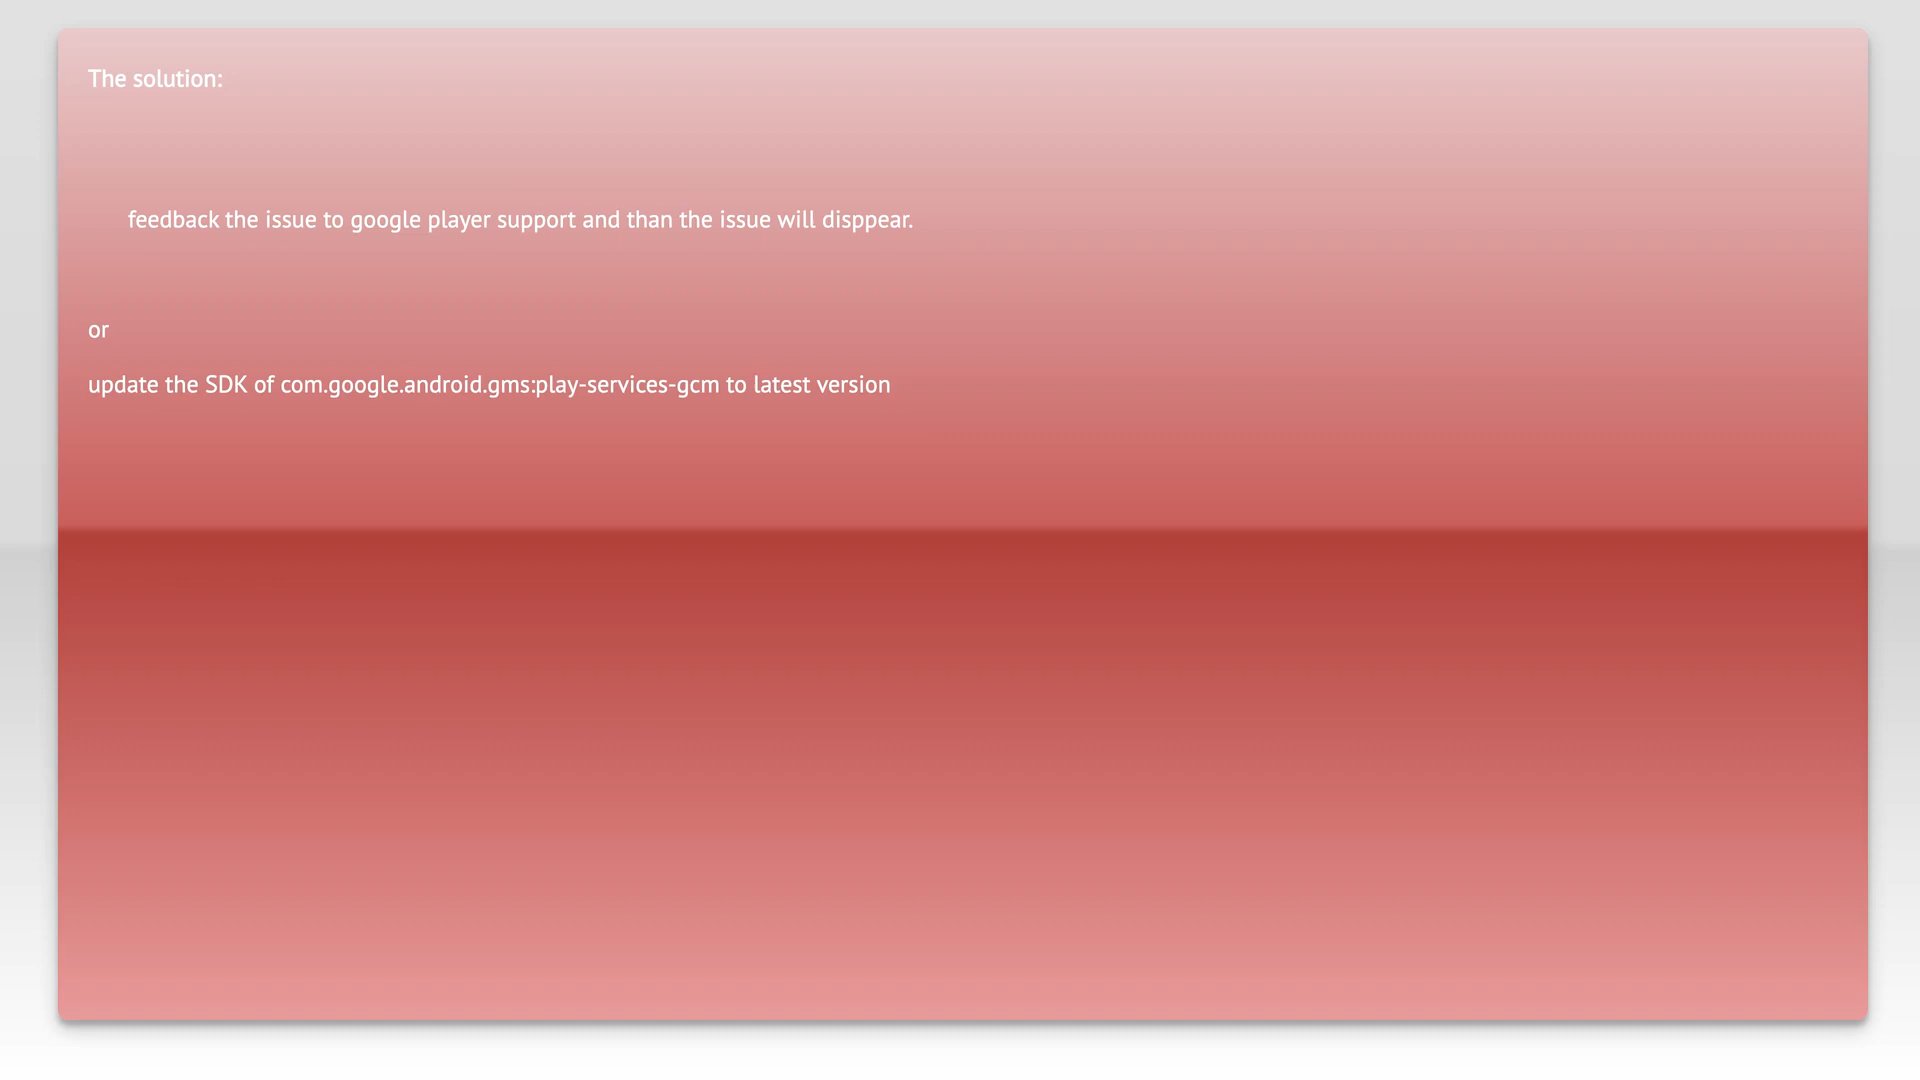 The solution:
feedback the issue to google player support and than the issue will disppear.
or
update the SDK of com.google.android.gms:play-services-gcm to latest version